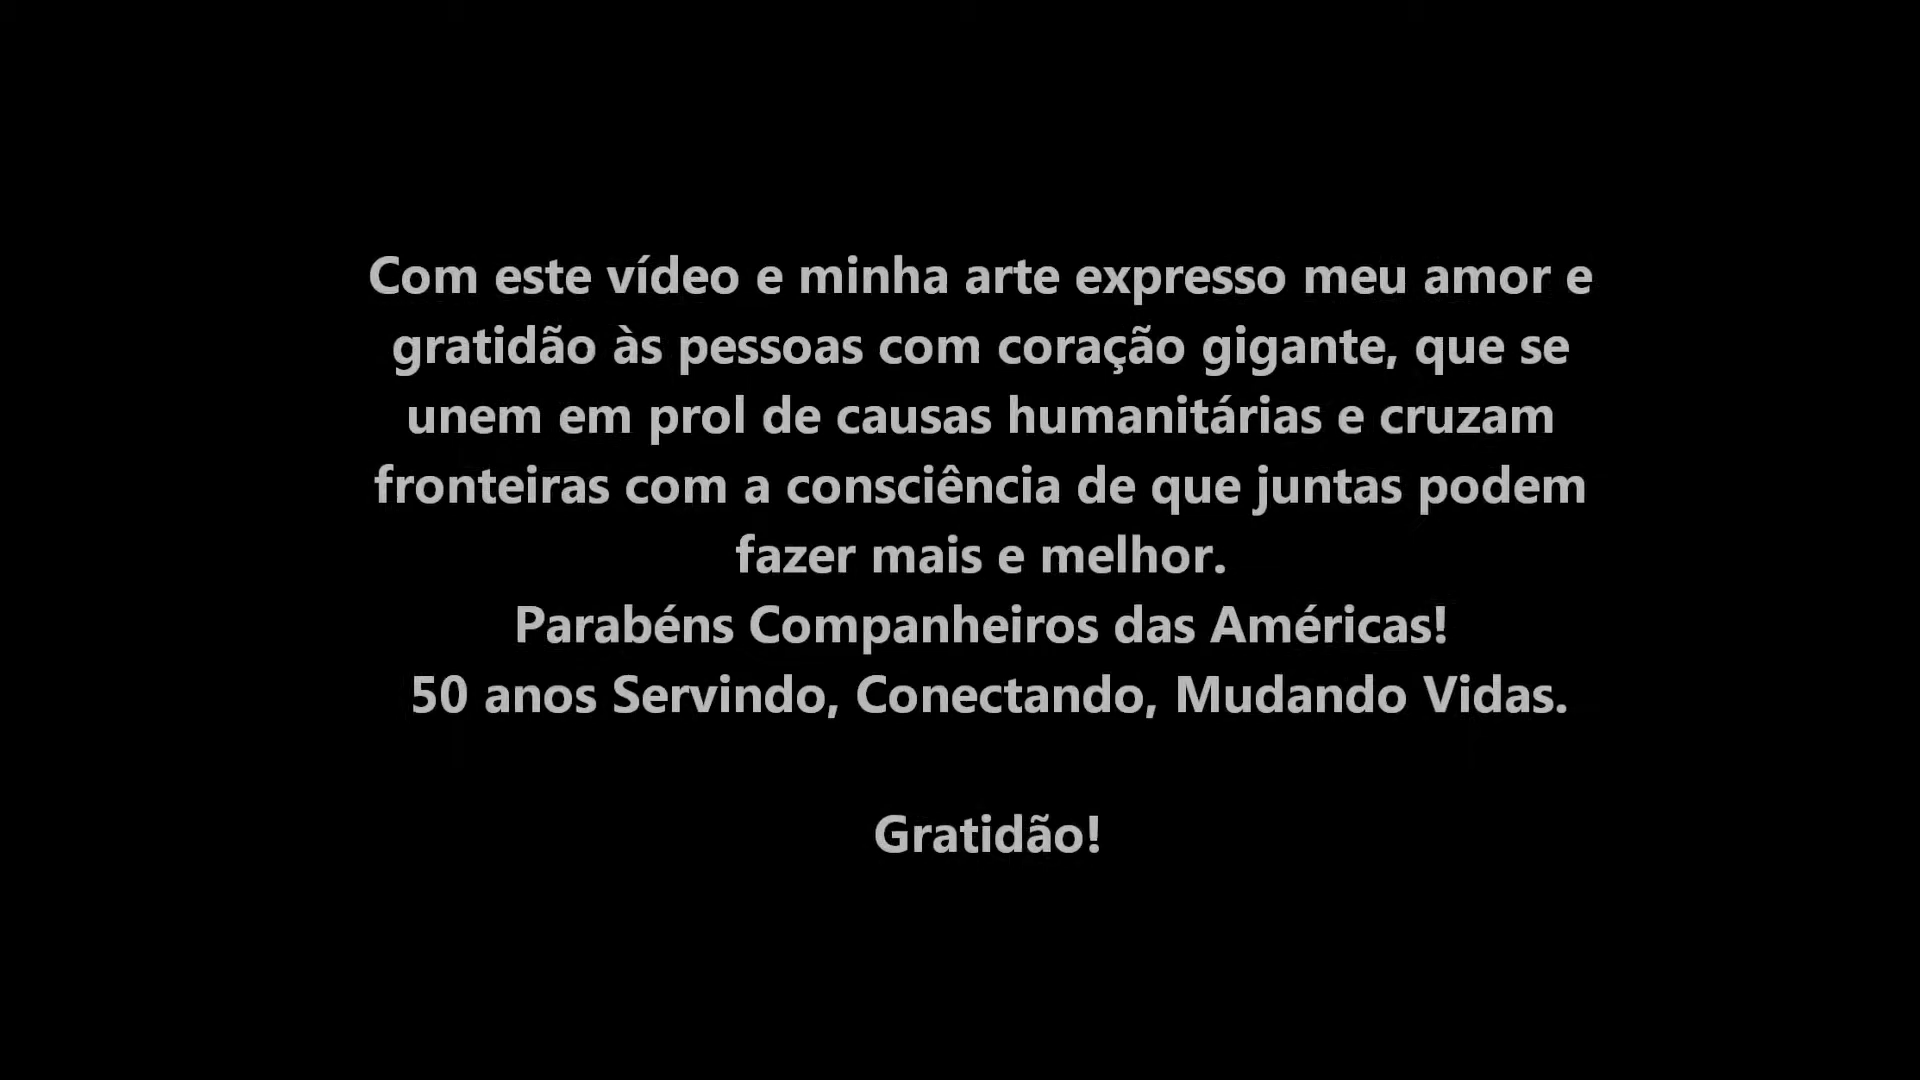 Com este vídeo e minha arte expresso meu amor e
gratidão às pessoas com coração gigante, que se
unem em prol de causas humanitárias e cruzam
fronteiras com a consciência de que juntas podem
fazer mais e melhor.
Parabéns Companheiros das Américas!
50 anos Servindo, Conectando, Mudando Vidas.
Gratidão!